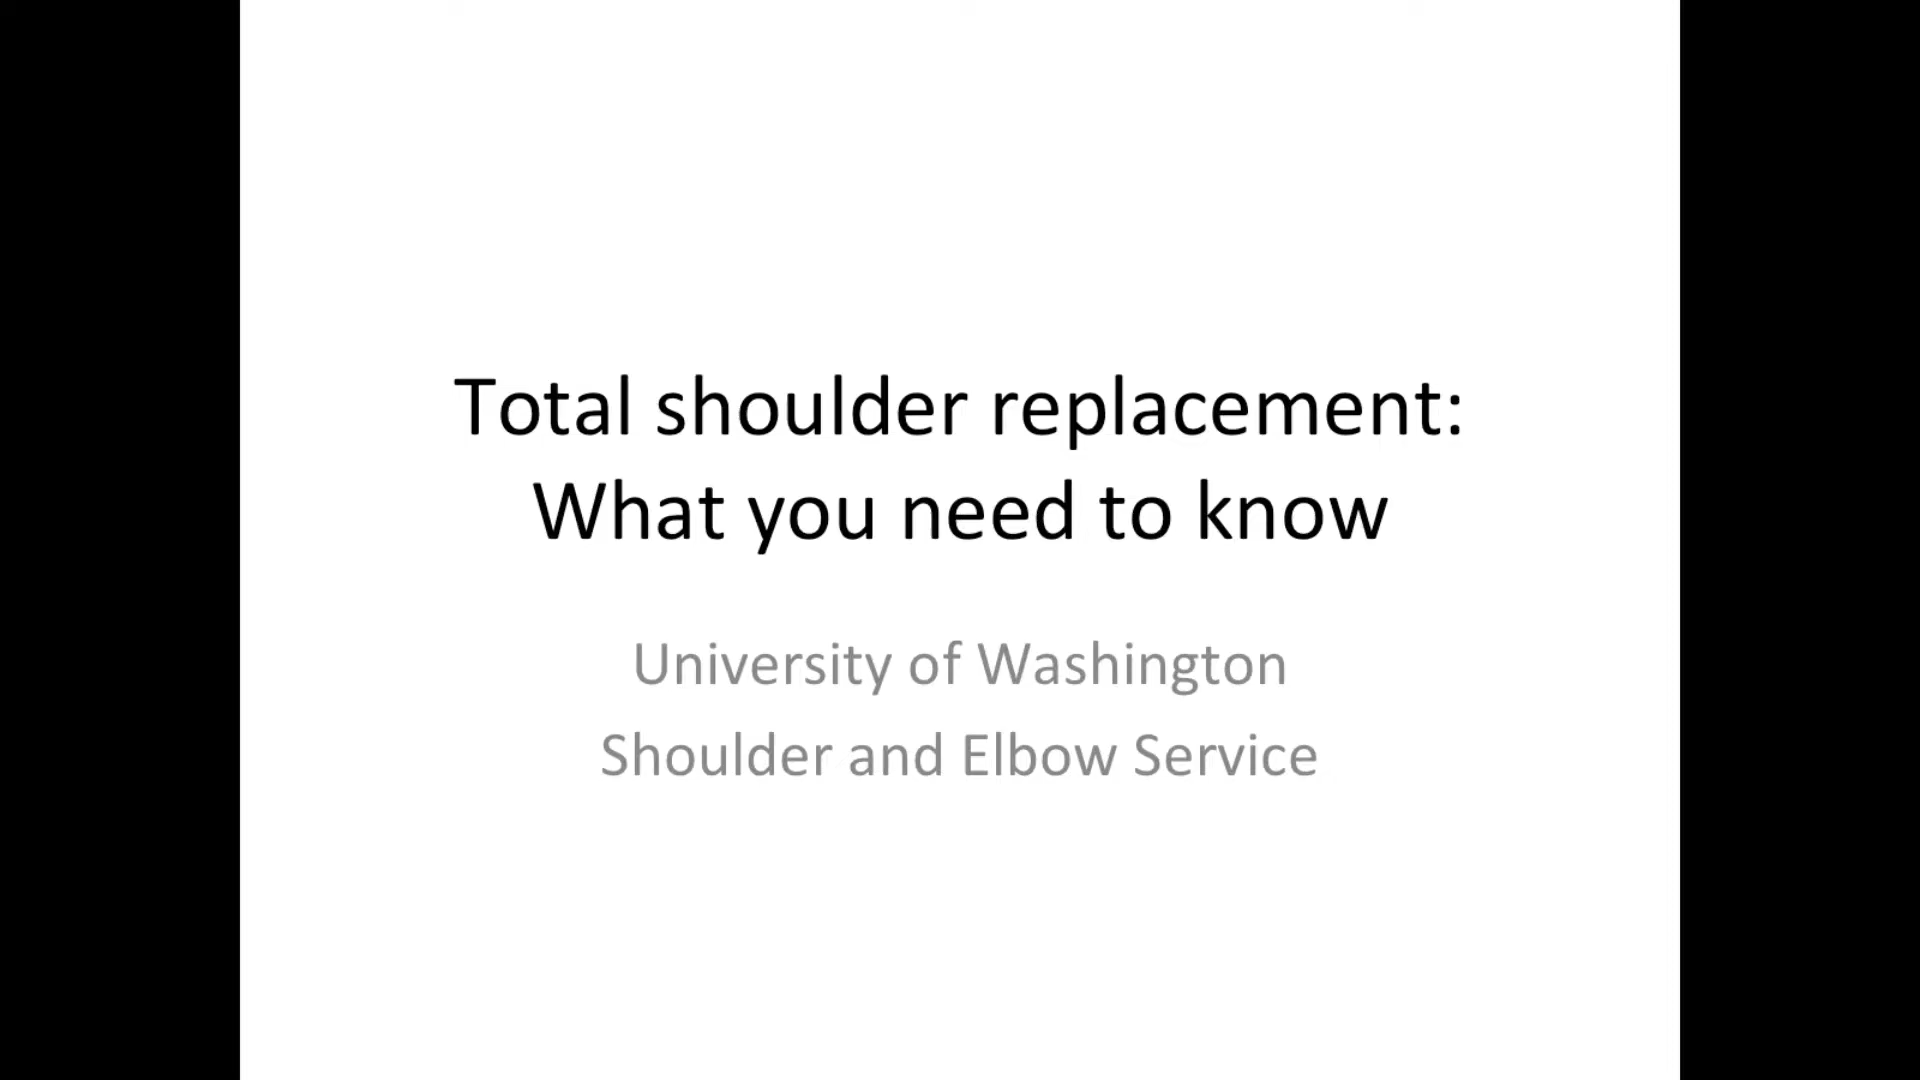 Total shoulder replacement:
What you need to know
University of Washington
Shoulder and Elbow Service